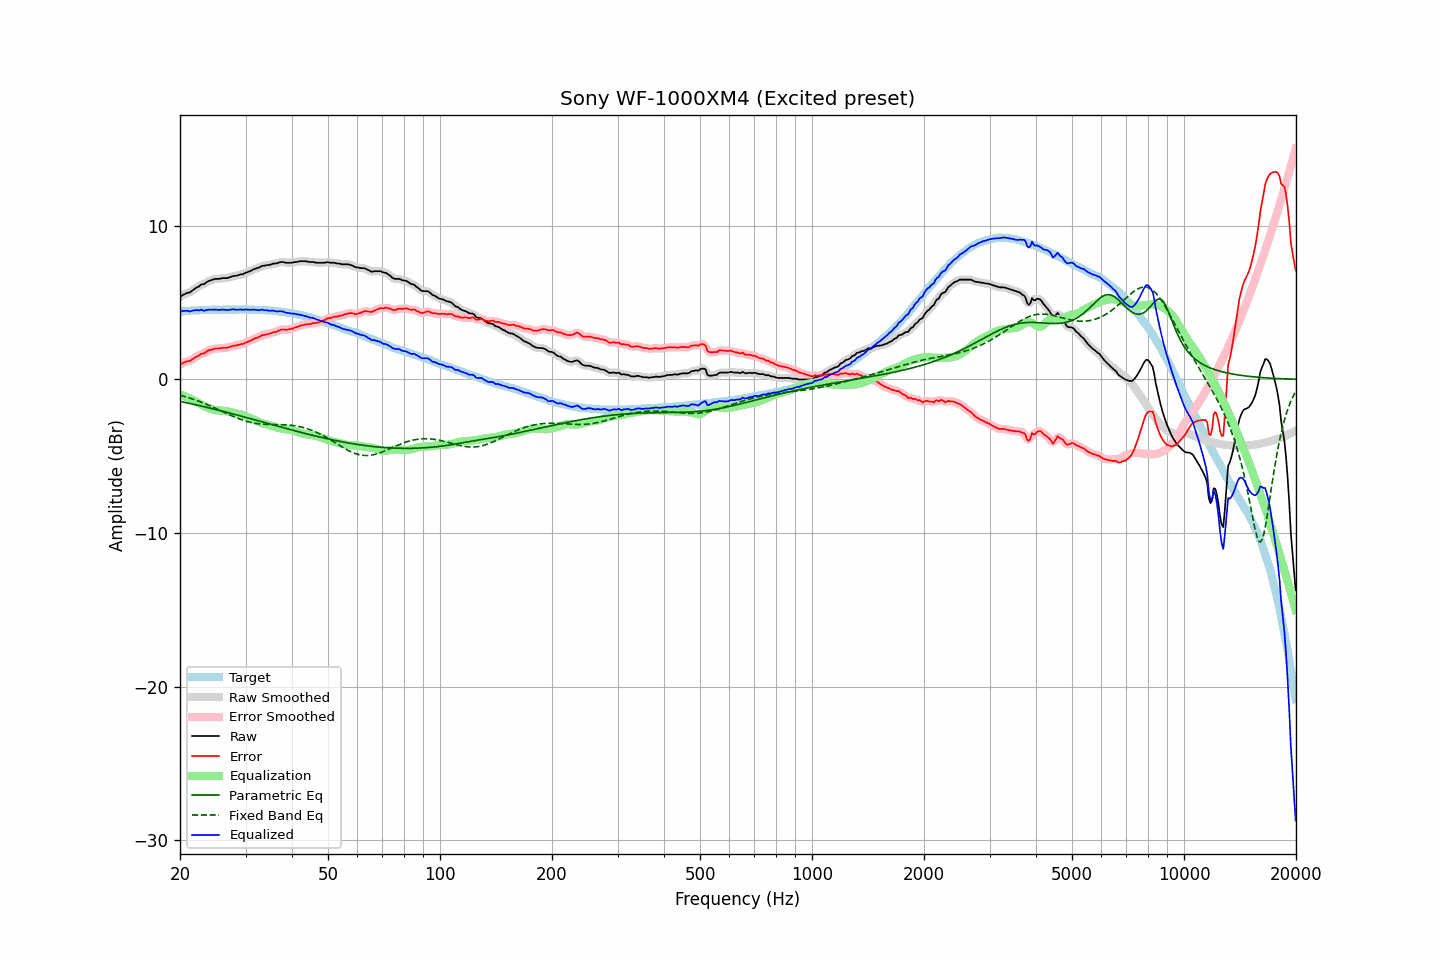 Sony WF-1000XM4 (Excited preset)
Amplitude (dBr)
10
0
−10
−20
−30
Target
Raw Smoothed
Error Smoothed
Raw
Error
Equalization
Parametric Eq
Fixed Band Eq
Equalized
20 50 100 200 500 1000 2000 5000 10000 20000
Frequency (Hz)